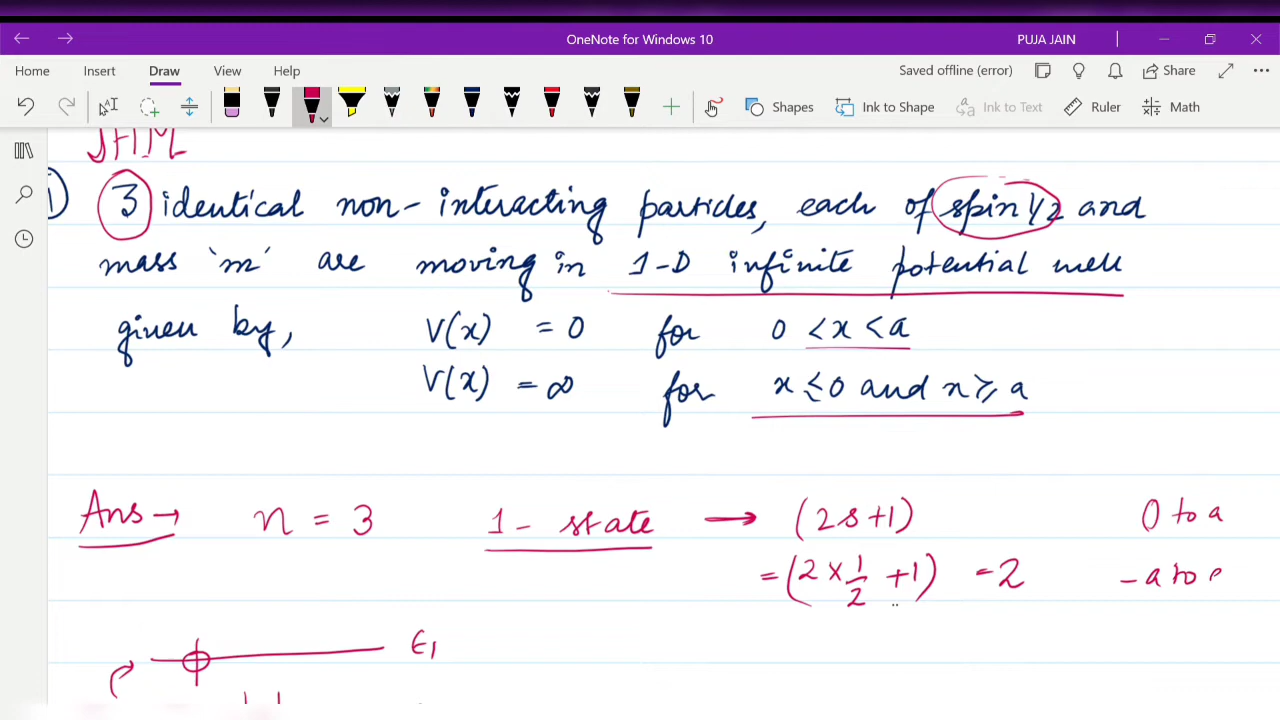 OneNote for Windows 10
PUJA JAIN
Home Insert Draw View Help
Saved offline (error)
Share
Shapes Ink to Shape Ink to Text Ruler Math
① 3 identical non-interacting particles, each of spin 1/2 and
mass 'm' are moving in 1-D infinite potential well
given by, V(x) = 0 for 0 < x < a
V(x) = ∞ for x ≤ 0 and x ≥ a
Ans → n = 3 1 - state → (2s+1) 0 to a
= (2 × 1/2 + 1) = 2 -a to
E1